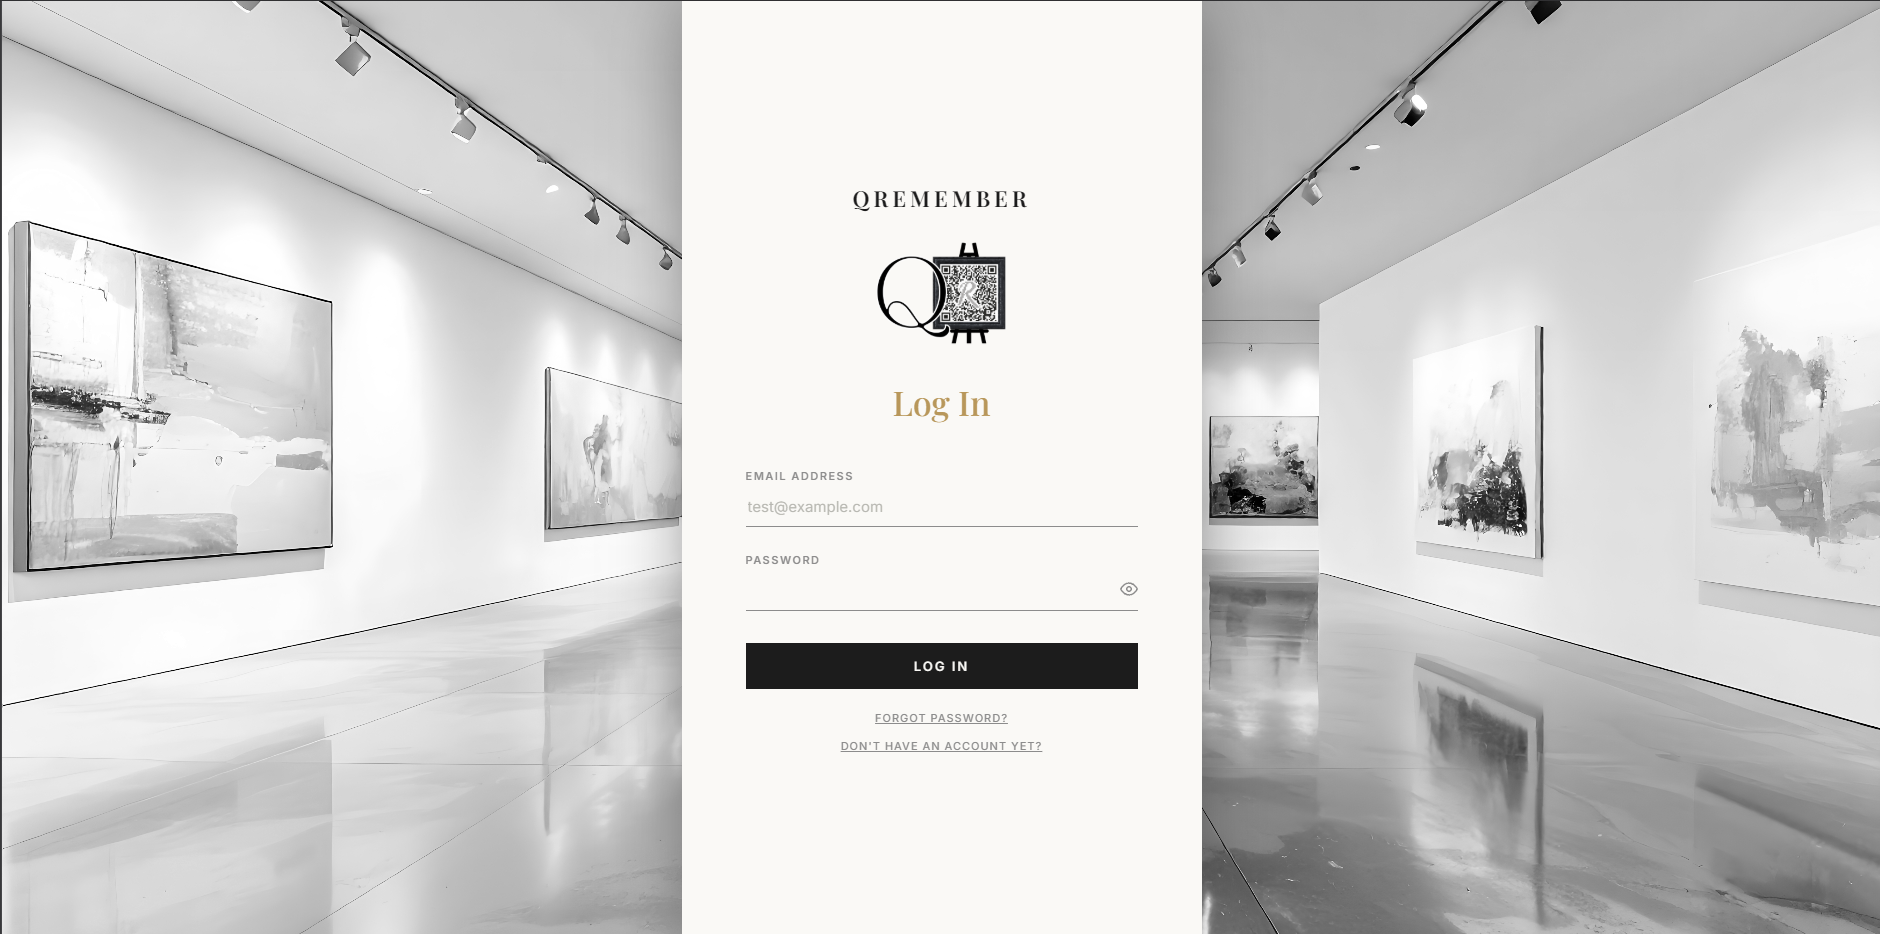 QREMEMBER
Q R
Log In
EMAIL ADDRESS
test@example.com
PASSWORD
LOG IN
FORGOT PASSWORD?
DON'T HAVE AN ACCOUNT YET?